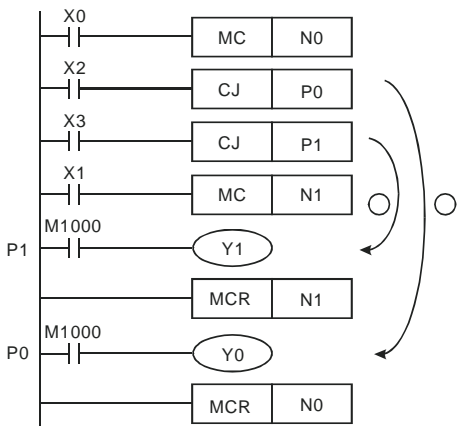 X0
MC N0
X2
CJ P0
X3
CJ P1
X1
MC N1
M1000
P1 Y1
MCR N1
M1000
P0 Y0
MCR N0